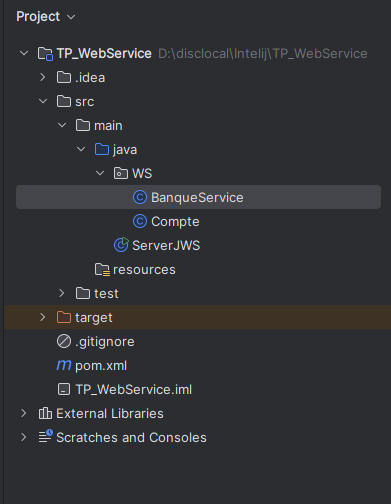 Project
TP_WebService D:\disclocal\Intelij\TP_WebService
.idea
src
main
java
WS
BanqueService
Compte
ServerJWS
resources
test
target
.gitignore
pom.xml
TP_WebService.iml
External Libraries
Scratches and Consoles